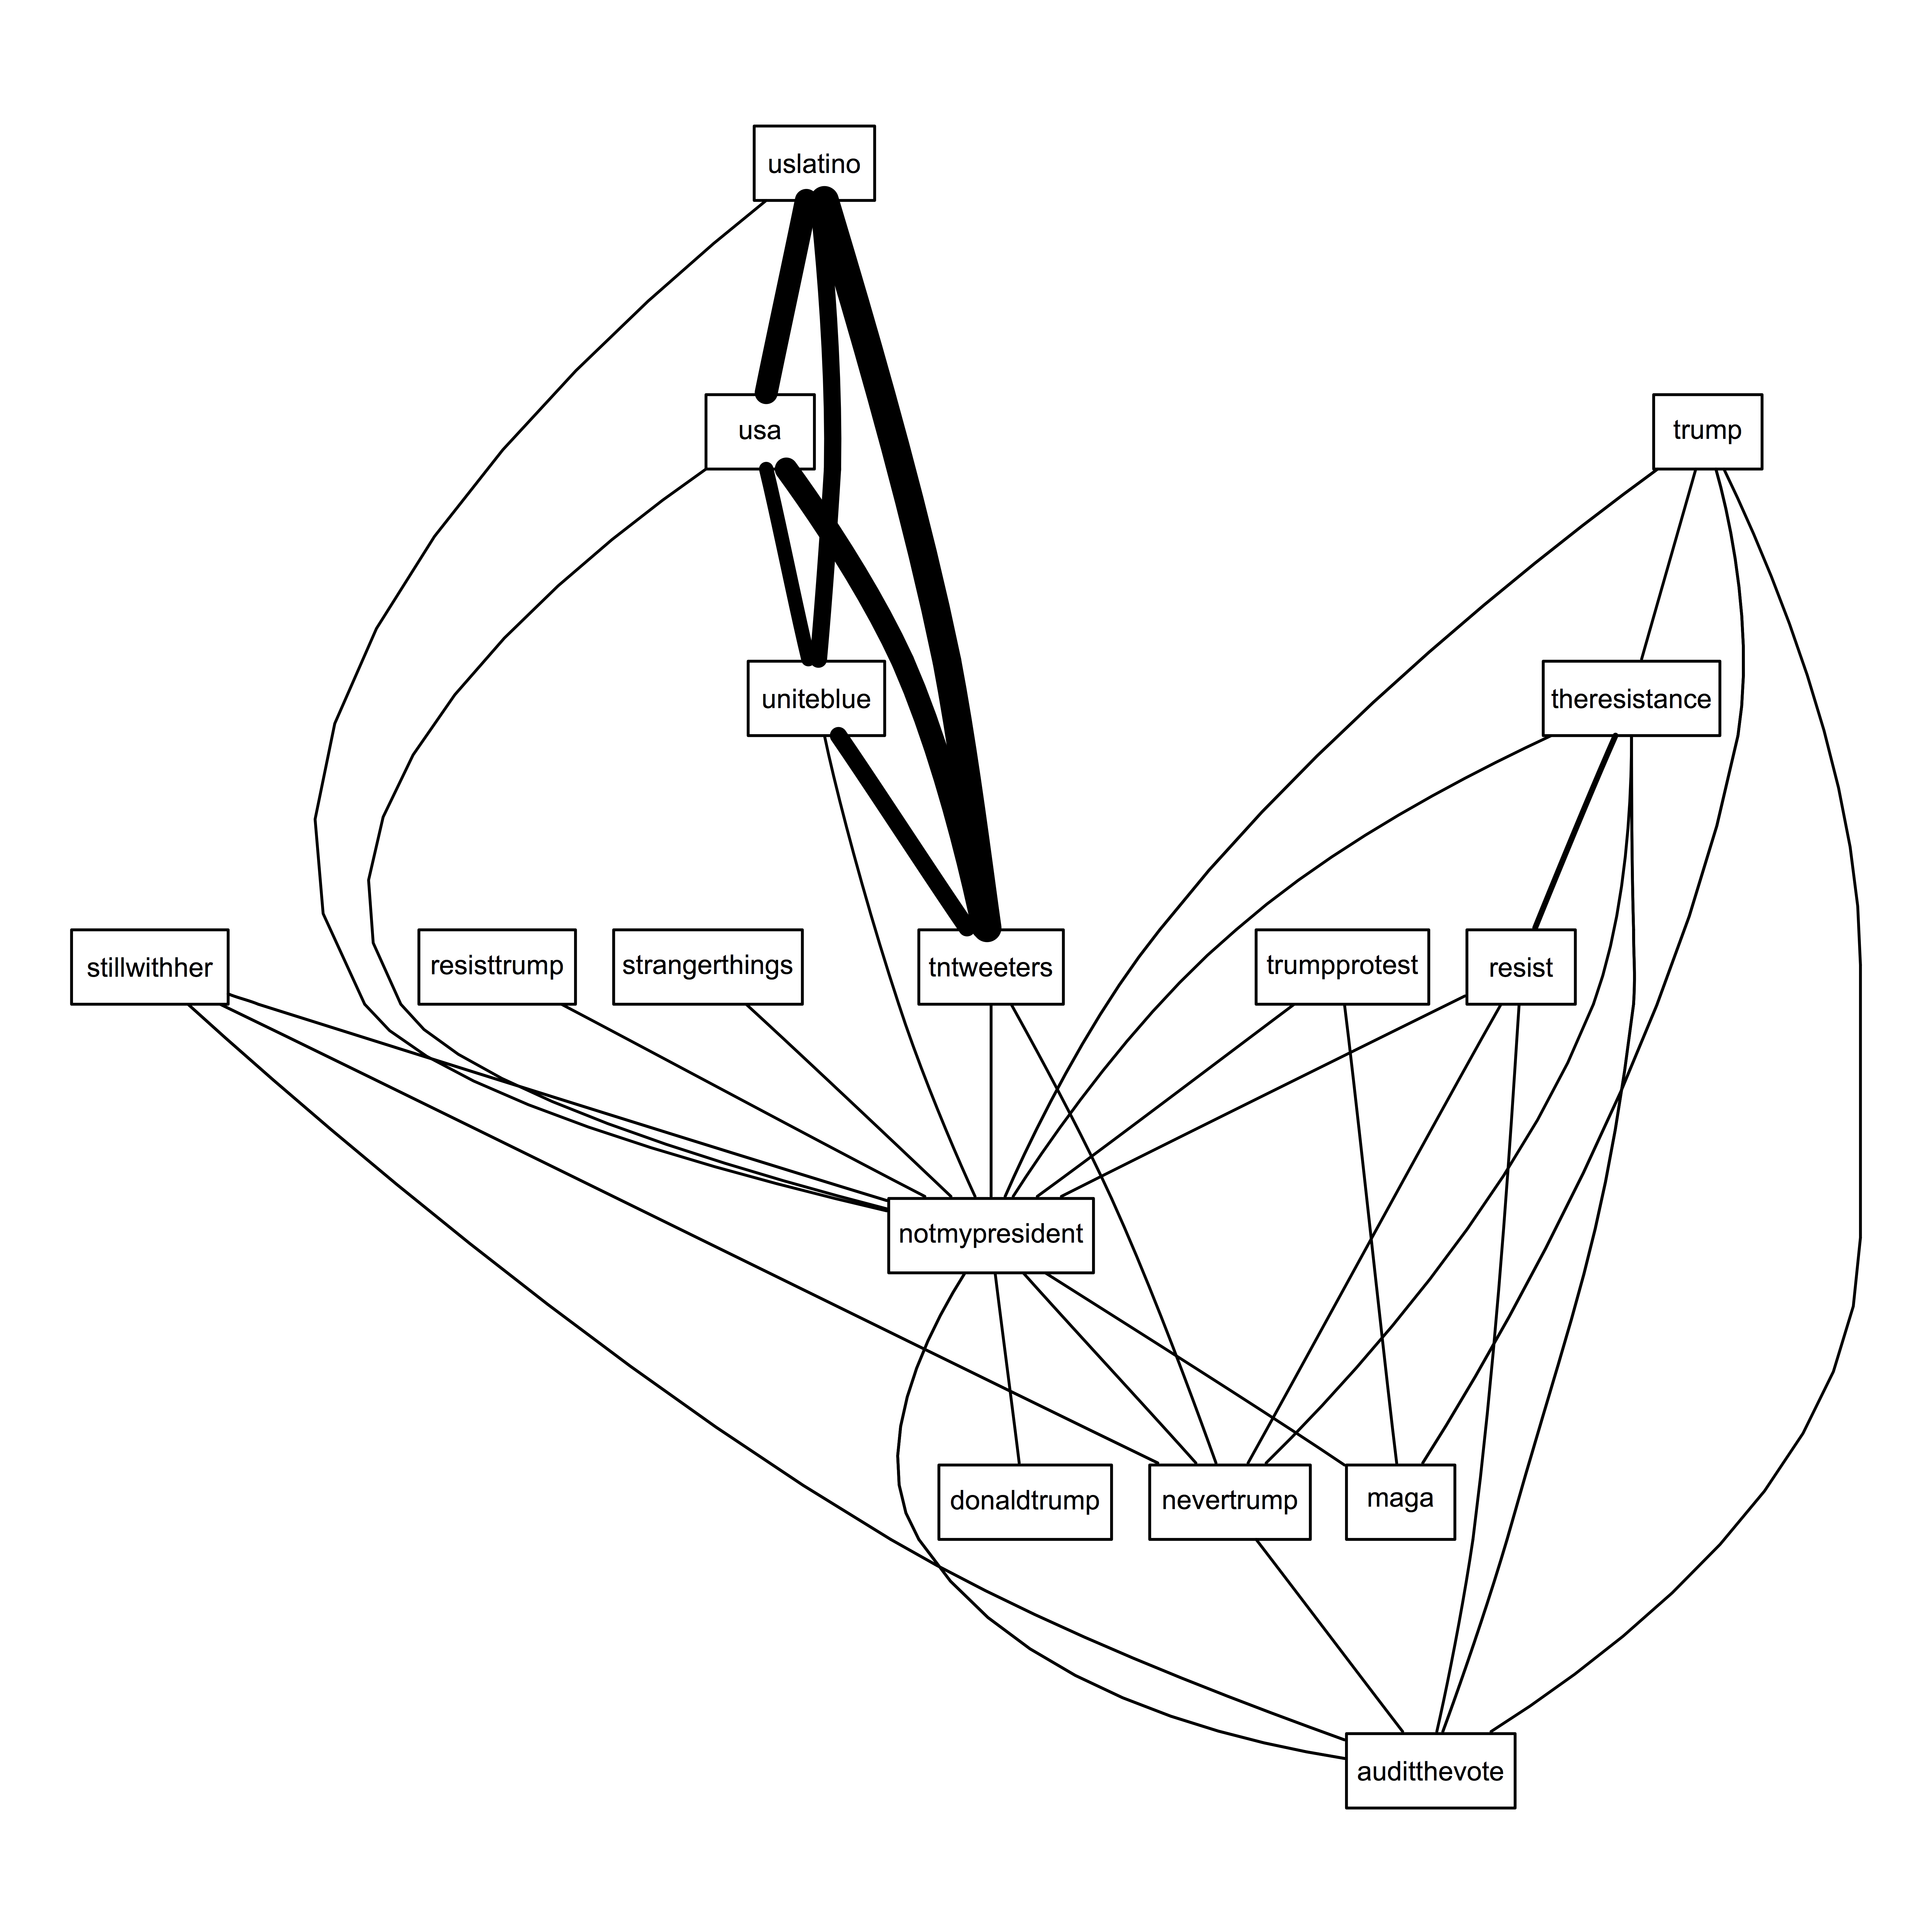 uslatino
usa
trump
uniteblue
theresistance
stillwithher
resisttrump
strangerthings
tntweeters
trumpprotest
resist
notmypresident
donaldtrump
nevertrump
maga
auditthevote